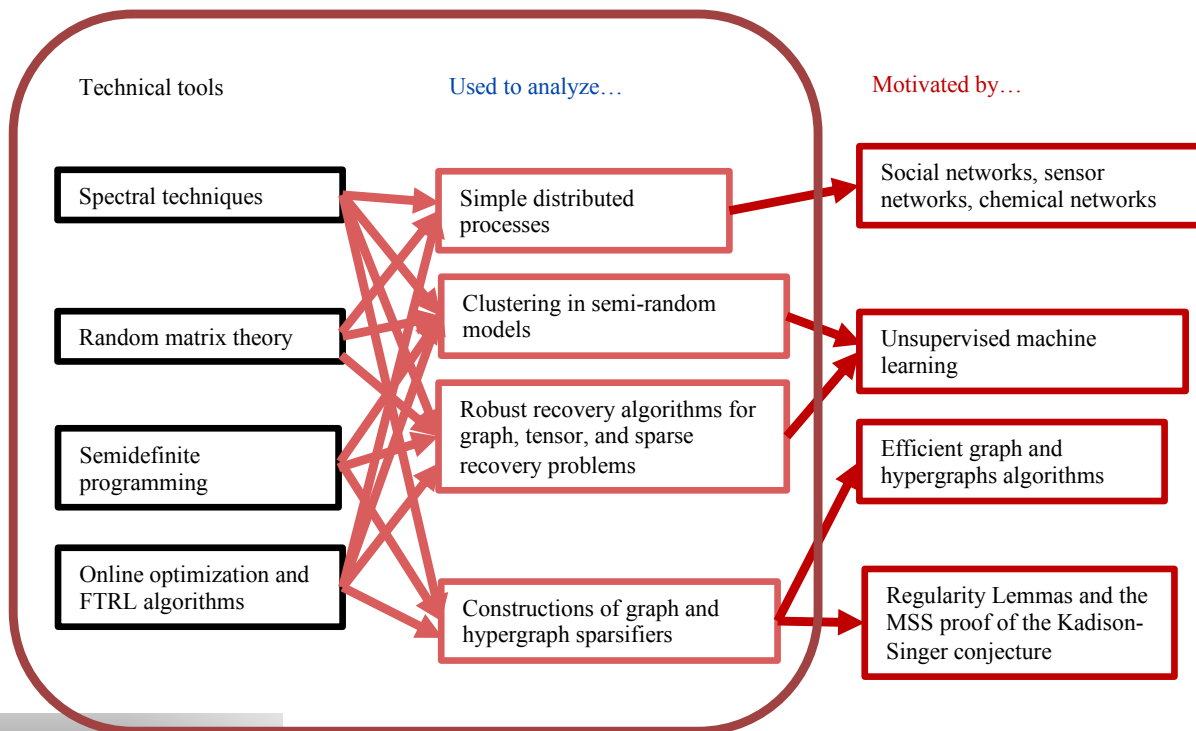 Technical tools
Used to analyze…
Motivated by…
Spectral techniques
Random matrix theory
Semidefinite
programming
Online optimization and
FTRL algorithms
Simple distributed
processes
Clustering in semi-random
models
Robust recovery algorithms for
graph, tensor, and sparse
recovery problems
Constructions of graph and
hypergraph sparsifiers
Social networks, sensor
networks, chemical networks
Unsupervised machine
learning
Efficient graph and
hypergraphs algorithms
Regularity Lemmas and the
MSS proof of the Kadison-
Singer conjecture